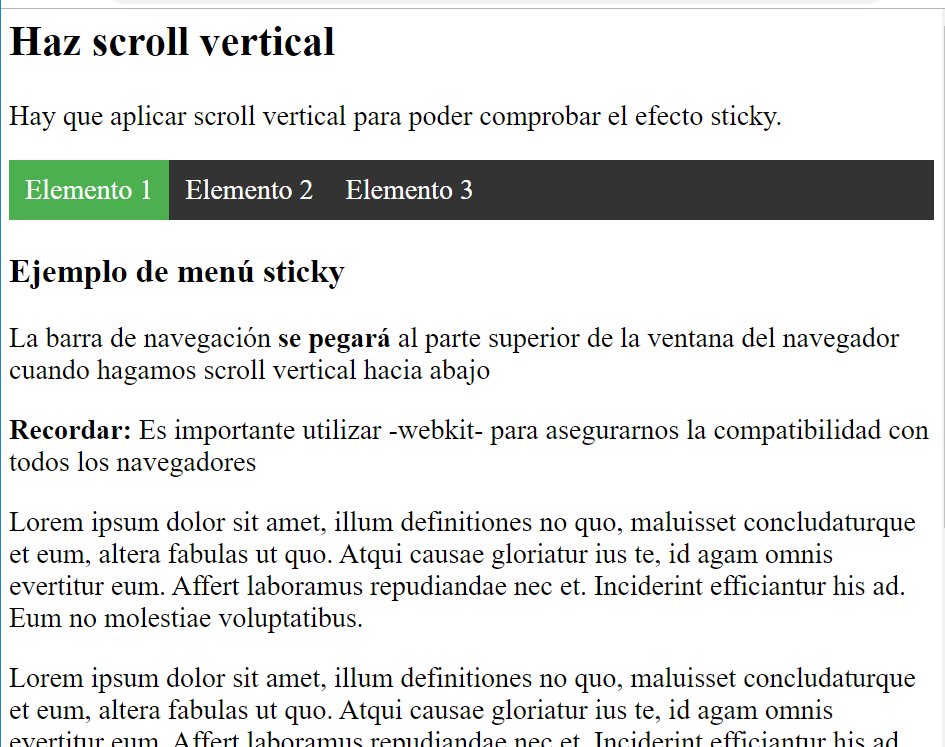 Haz scroll vertical
Hay que aplicar scroll vertical para poder comprobar el efecto sticky.
Elemento 1 Elemento 2 Elemento 3
Ejemplo de menú sticky
La barra de navegación se pegará al parte superior de la ventana del navegador
cuando hagamos scroll vertical hacia abajo
Recordar: Es importante utilizar -webkit- para asegurarnos la compatibilidad con
todos los navegadores
Lorem ipsum dolor sit amet, illum definitiones no quo, maluisset concludaturque
et eum, altera fabulas ut quo. Atqui causae gloriatur ius te, id agam omnis
evertitur eum. Affert laboramus repudiandae nec et. Inciderint efficiantur his ad.
Eum no molestiae voluptatibus.
Lorem ipsum dolor sit amet, illum definitiones no quo, maluisset concludaturque
et eum, altera fabulas ut quo. Atqui causae gloriatur ius te, id agam omnis
evertitur eum. Affert laboramus repudiandae nec et. Inciderint efficiantur his ad.